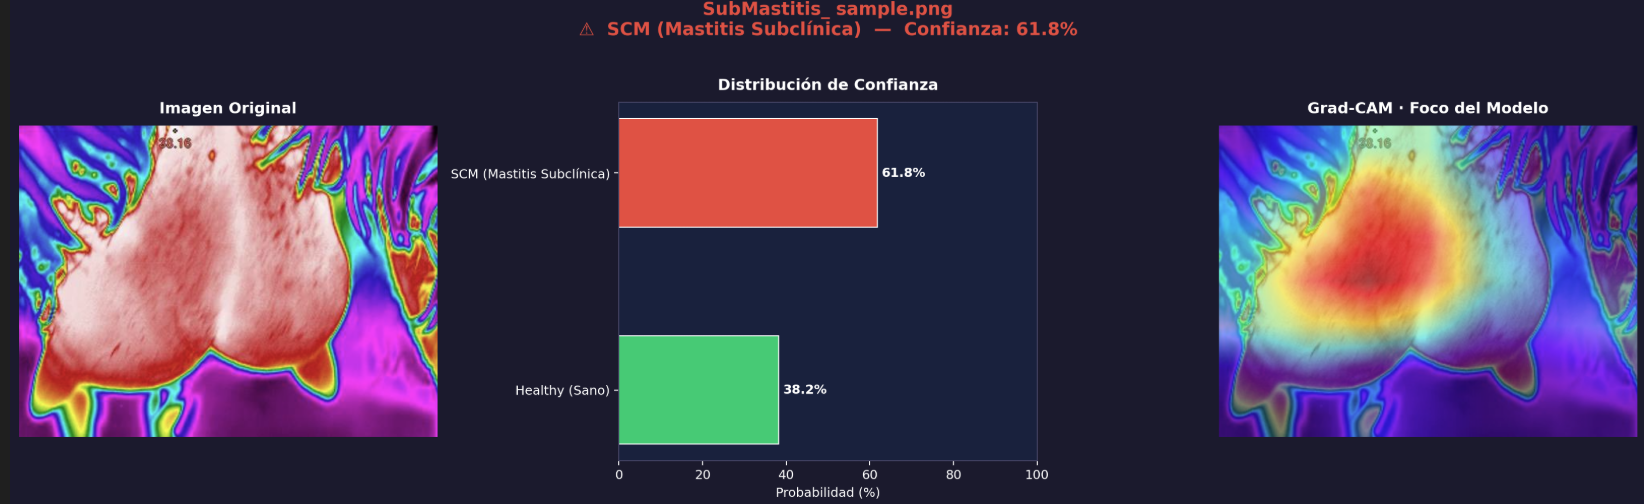 SubMastitis_ sample.png
⚠ SCM (Mastitis Subclínica) — Confianza: 61.8%
Imagen Original
38.16
Distribución de Confianza
SCM (Mastitis Subclínica)
61.8%
Healthy (Sano)
38.2%
0 20 40 60 80 100
Probabilidad (%)
Grad-CAM · Foco del Modelo
38.16